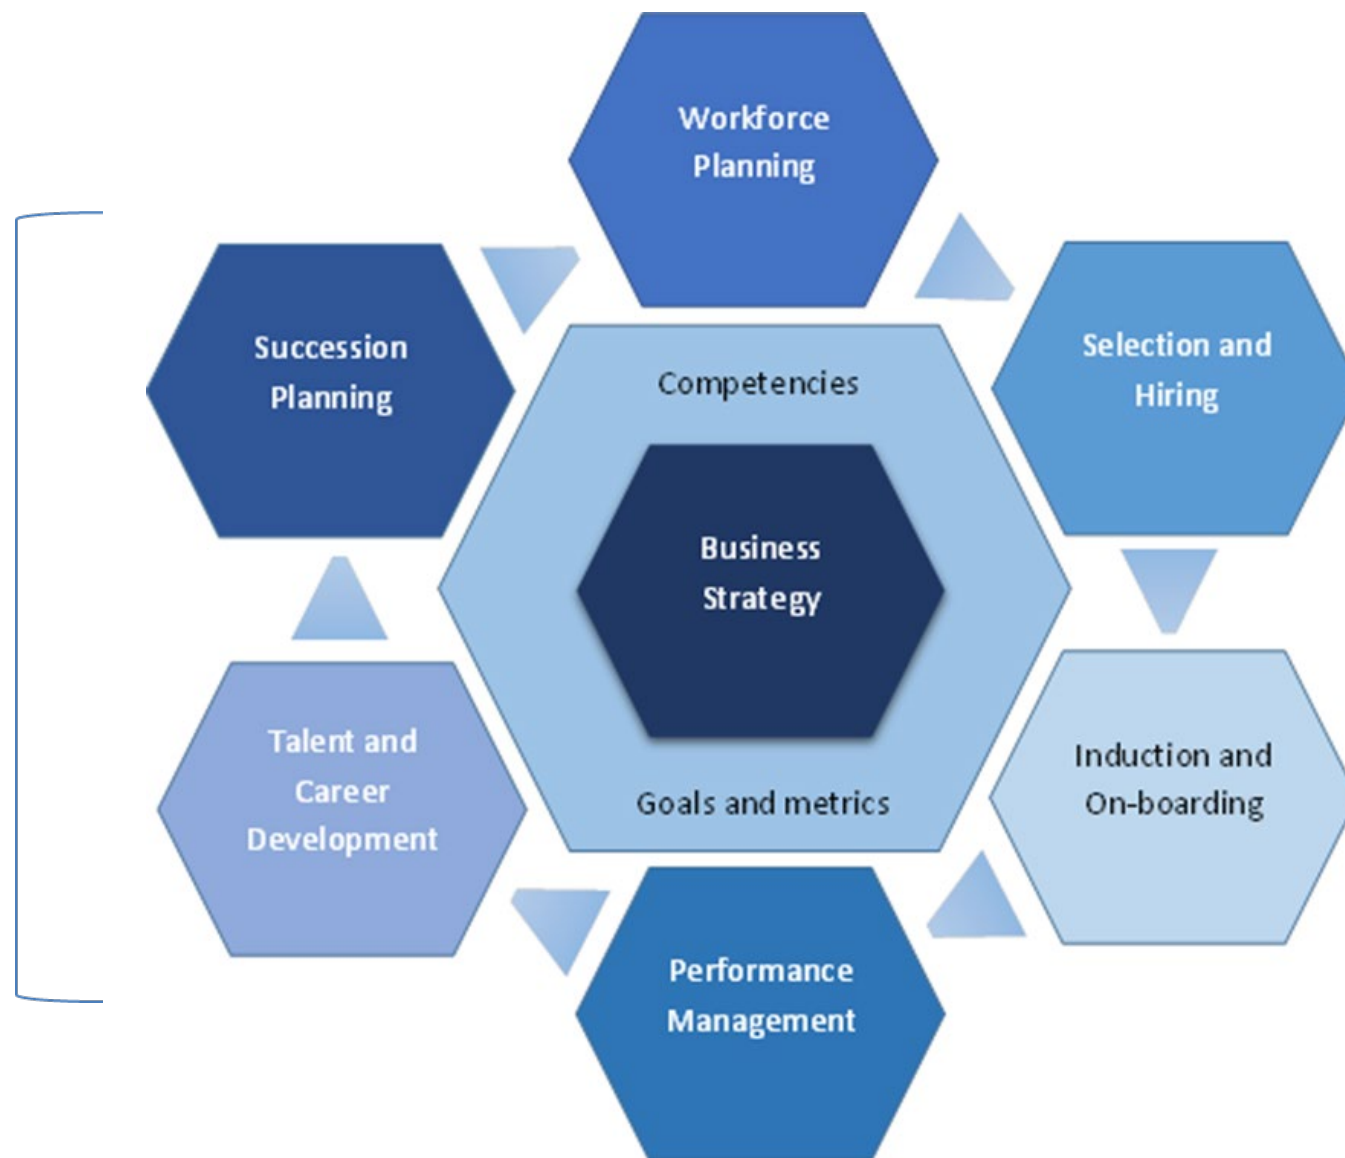 Workforce
Planning
Selection and
Hiring
Induction and
On-boarding
Performance
Management
Talent and
Career
Development
Succession
Planning
Competencies
Business
Strategy
Goals and metrics